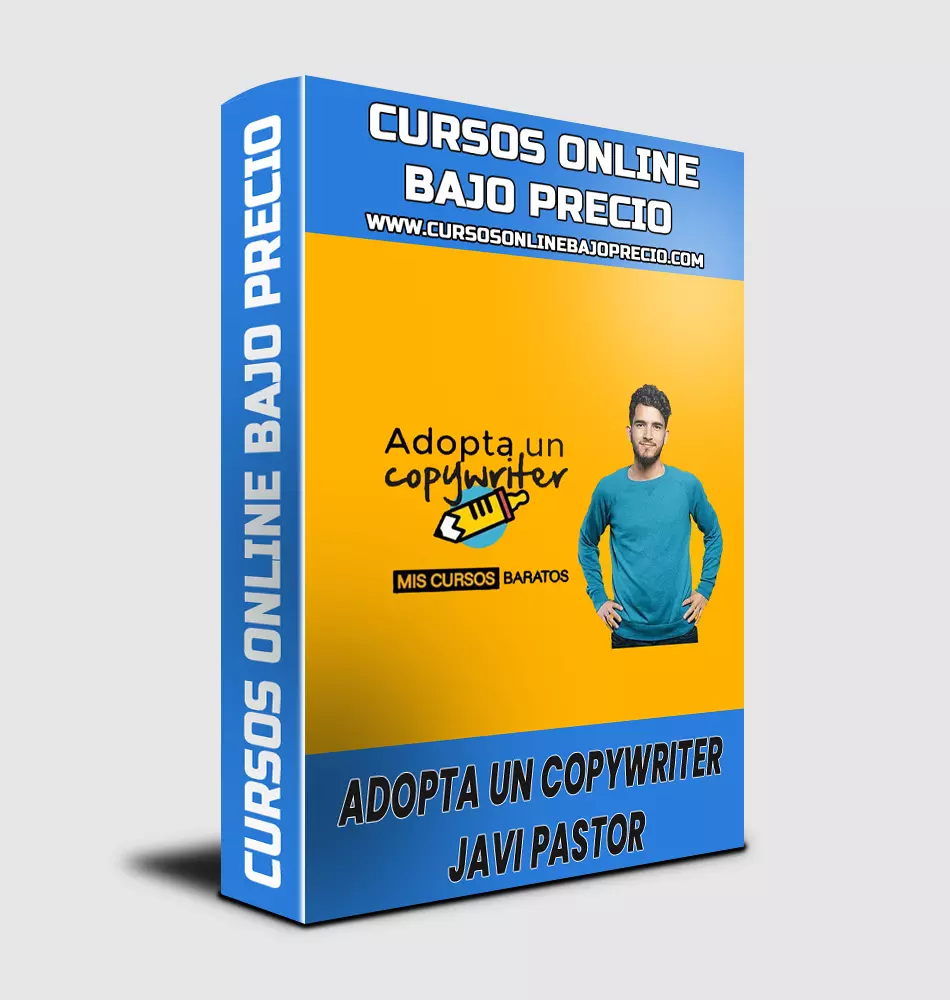 CURSOS ONLINE BAJO PRECIO
CURSOS ONLINE
BAJO PRECIO
WWW.CURSOSONLINEBAJOPRECIO.COM
Adopta un
copywriter
MIS CURSOS BARATOS
ADOPTA UN COPYWRITER
JAVI PASTOR